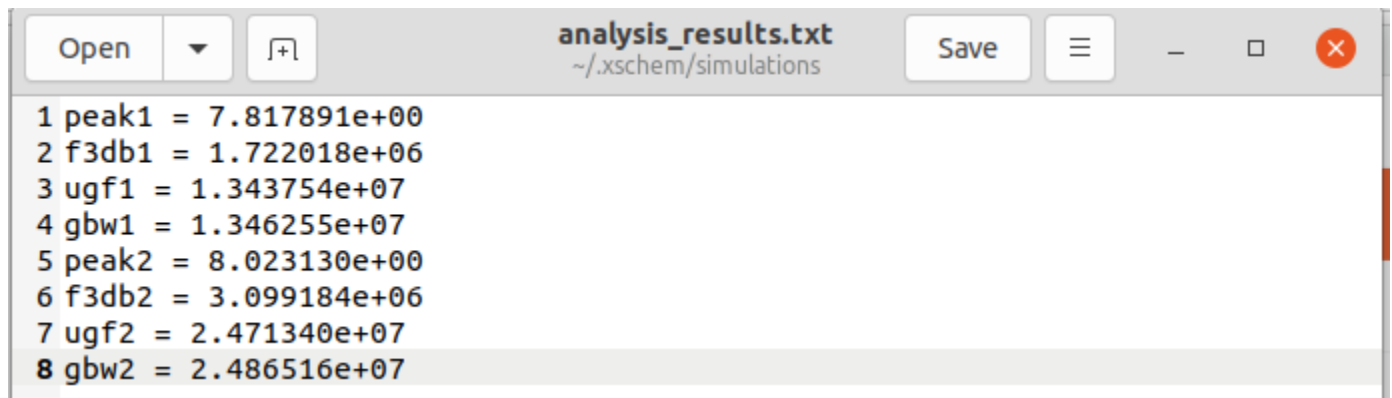 Open
analysis_results.txt
~/.xschem/simulations
Save
1 peak1 = 7.817891e+00
2 f3db1 = 1.722018e+06
3 ugf1 = 1.343754e+07
4 gbw1 = 1.346255e+07
5 peak2 = 8.023130e+00
6 f3db2 = 3.099184e+06
7 ugf2 = 2.471340e+07
8 gbw2 = 2.486516e+07